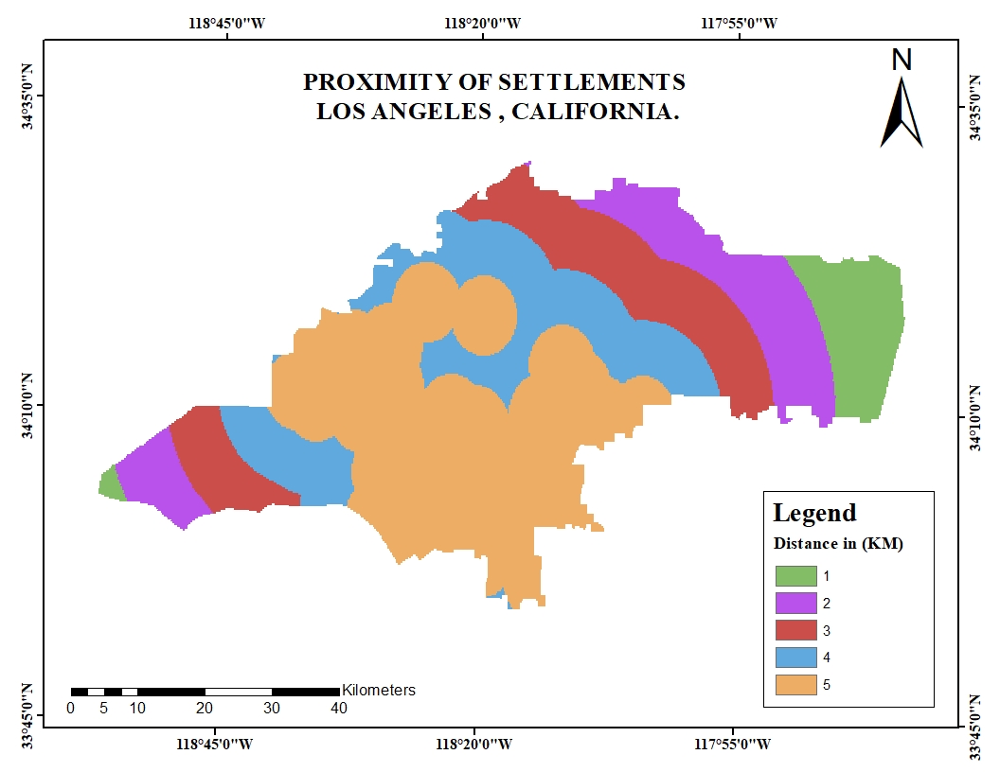 118°45'0"W 118°20'0"W 117°55'0"W
N
PROXIMITY OF SETTLEMENTS
LOS ANGELES , CALIFORNIA.
34°35'0"N
34°35'0"N
34°10'0"N
34°10'0"N
33°45'0"N
33°45'0"N
Legend
Distance in (KM)
1
2
3
4
5
Kilometers
0 5 10 20 30 40
118°45'0"W 118°20'0"W 117°55'0"W